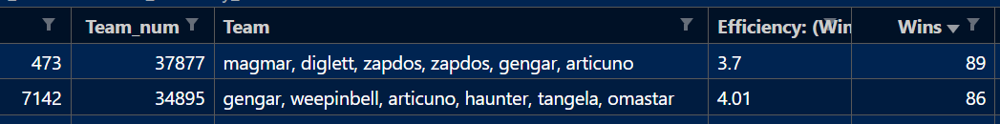 Team_num Team Efficiency: (Win Wins
473 37877 magmar, diglett, zapdos, zapdos, gengar, articuno 3.7 89
7142 34895 gengar, weepinbell, articuno, haunter, tangela, omastar 4.01 86